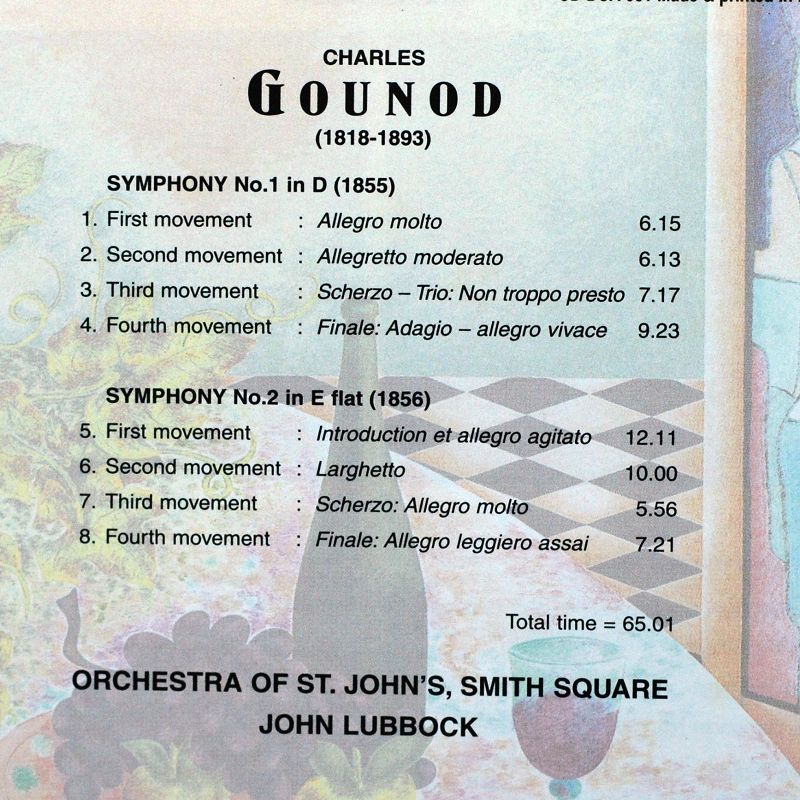 Made & printed in
CHARLES
GOUNOD
(1818-1893)
SYMPHONY No.1 in D (1855)
1. First movement : Allegro molto 6.15
2. Second movement : Allegretto moderato 6.13
3. Third movement : Scherzo – Trio: Non troppo presto 7.17
4. Fourth movement : Finale: Adagio – allegro vivace 9.23
SYMPHONY No.2 in E flat (1856)
5. First movement : Introduction et allegro agitato 12.11
6. Second movement : Larghetto 10.00
7. Third movement : Scherzo: Allegro molto 5.56
8. Fourth movement : Finale: Allegro leggiero assai 7.21
Total time = 65.01
ORCHESTRA OF ST. JOHN'S, SMITH SQUARE
JOHN LUBBOCK